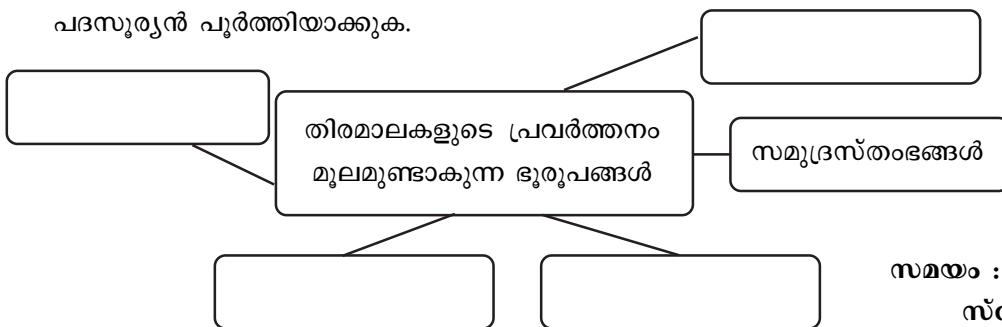 പദസൂര്യൻ പൂർത്തിയാക്കുക.
തിരമാലകളുടെ പ്രവർത്തനം
മൂലമുണ്ടാകുന്ന ഭൂരൂപങ്ങൾ
സമുദ്രസ്തംഭങ്ങൾ
സമയം :